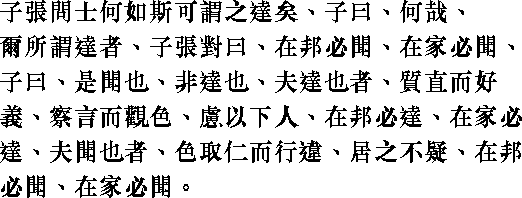 子張問士何如斯可謂之達矣、子曰、何哉、
爾所謂達者、子張對曰、在邦必聞、在家必聞、
子曰、是聞也、非達也、夫達也者、質直而好
義、察言而觀色、慮以下人、在邦必達、在家必
達、夫聞也者、色取仁而行違、居之不疑、在邦
必聞、在家必聞。